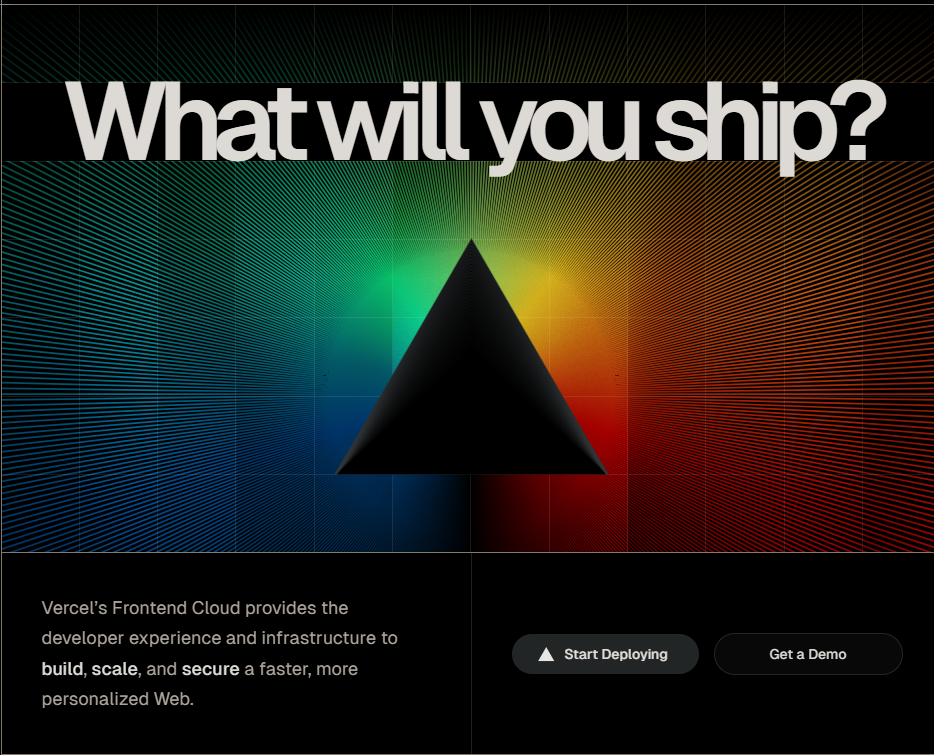 What will you ship?
Vercel’s Frontend Cloud provides the
developer experience and infrastructure to
build, scale, and secure a faster, more
personalized Web.
Start Deploying
Get a Demo